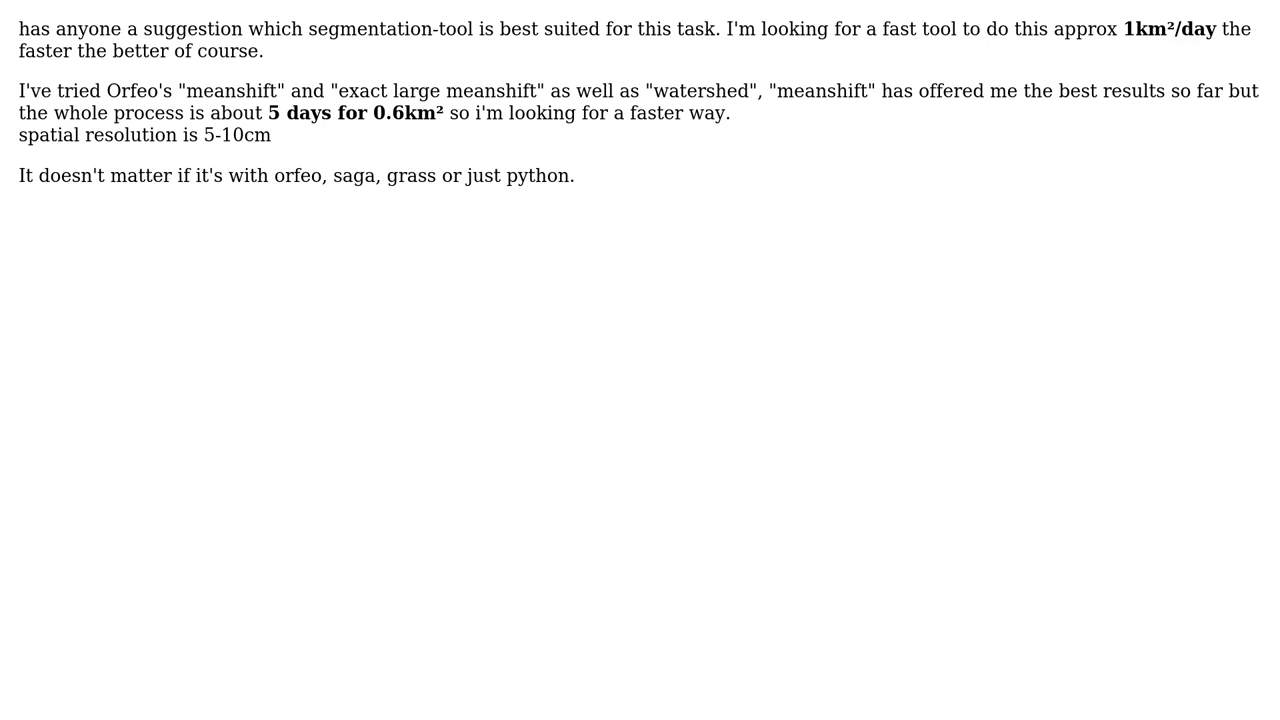 has anyone a suggestion which segmentation-tool is best suited for this task. I'm looking for a fast tool to do this approx 1km²/day the
faster the better of course.
I've tried Orfeo's "meanshift" and "exact large meanshift" as well as "watershed", "meanshift" has offered me the best results so far but
the whole process is about 5 days for 0.6km² so i'm looking for a faster way.
spatial resolution is 5-10cm
It doesn't matter if it's with orfeo, saga, grass or just python.